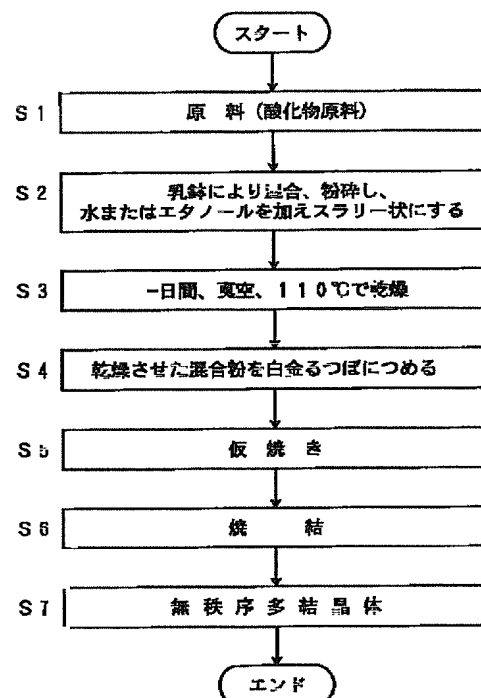 スタート
S1 原 料（酸化物原料）
S2 乳鉢により混合、粉砕し、
水またはエタノールを加えスラリー状にする
S3 一日間、真空、110℃で乾燥
S4 乾燥させた混合粉を白金るつぼにつめる
S5 仮 焼 き
S6 焼 結
S7 無 秩 序 多 結 晶 体
エンド